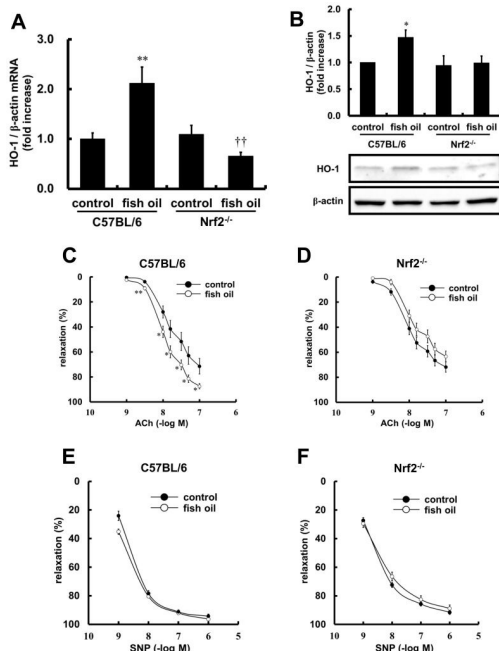 A
HO-1 / β-actin mRNA
(fold increase)
3.0
2.0
1.0
0.0
**
††
control fish oil control fish oil
C57BL/6 Nrf2-/-
B
HO-1 / β-actin
(fold increase)
2.0
1.5
1.0
0.5
0.0
*
control fish oil control fish oil
C57BL/6 Nrf2-/-
HO-1
β-actin
C
C57BL/6
control
fish oil
relaxation
(%)
0
20
40
60
80
100
** ** ** ** * *
10 9 8 7 6
ACh (-log M)
D
Nrf2-/-
control
fish oil
relaxation
(%)
0
20
40
60
80
100
10 9 8 7 6
ACh (-log M)
E
C57BL/6
control
fish oil
relaxation (%)
0
20
40
60
80
100
10 9 8 7 6 5
SNP (-log M)
F
Nrf2-/-
control
fish oil
relaxation (%)
0
20
40
60
80
100
10 9 8 7 6 5
SNP (-log M)